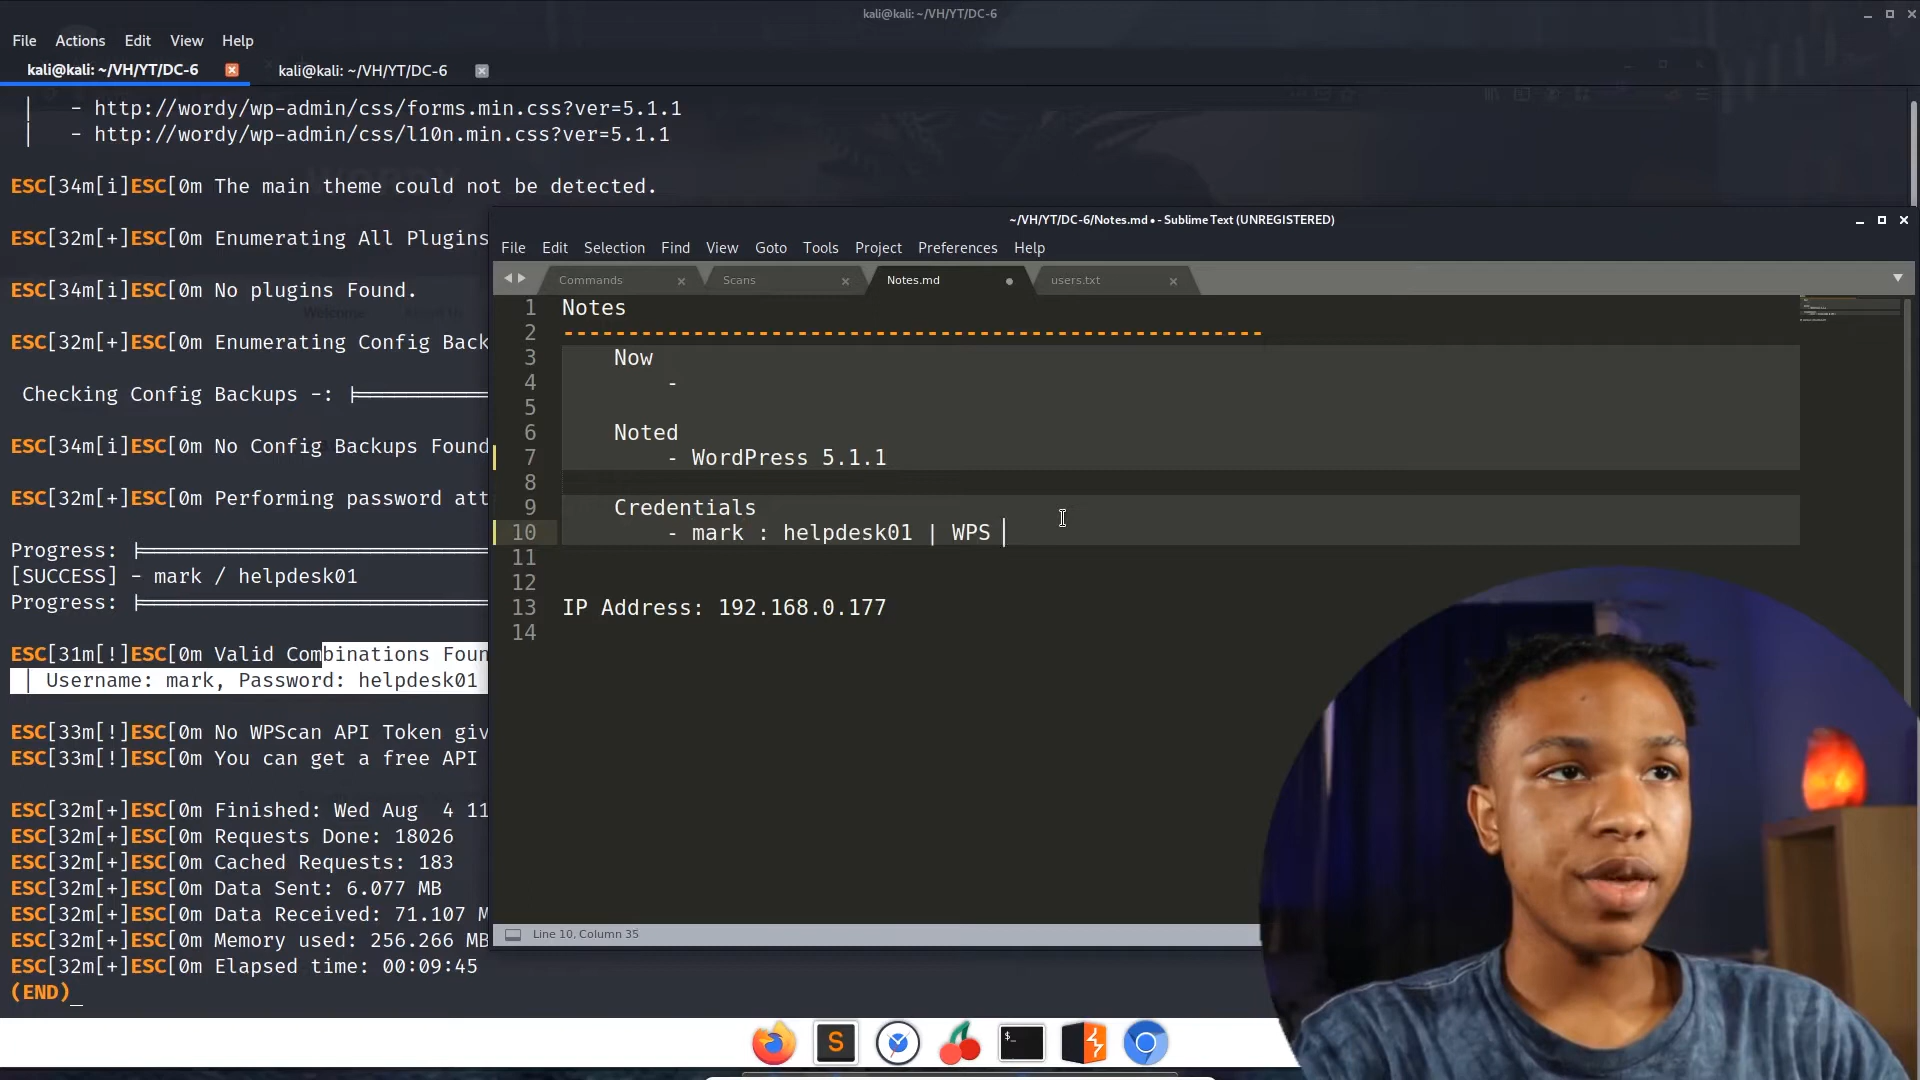 kali@kali: ~/VH/YT/DC-6
File Actions Edit View Help
kali@kali: ~/VH/YT/DC-6 kali@kali: ~/VH/YT/DC-6
| - http://wordy/wp-admin/css/forms.min.css?ver=5.1.1
| - http://wordy/wp-admin/css/l10n.min.css?ver=5.1.1
ESC[34m[i]ESC[0m The main theme could not be detected.
ESC[32m[+]ESC[0m Enumerating All Plugins
ESC[34m[i]ESC[0m No plugins Found.
ESC[32m[+]ESC[0m Enumerating Config Back
Checking Config Backups -:
ESC[34m[i]ESC[0m No Config Backups Found
ESC[32m[+]ESC[0m Performing password att
Progress:
[SUCCESS] - mark / helpdesk01
Progress:
ESC[31m[!]ESC[0m Valid Combinations Foun
| Username: mark, Password: helpdesk01
ESC[33m[!]ESC[0m No WPScan API Token giv
ESC[33m[!]ESC[0m You can get a free API
ESC[32m[+]ESC[0m Finished: Wed Aug  4 11
ESC[32m[+]ESC[0m Requests Done: 18026
ESC[32m[+]ESC[0m Cached Requests: 183
ESC[32m[+]ESC[0m Data Sent: 6.077 MB
ESC[32m[+]ESC[0m Data Received: 71.107 M
ESC[32m[+]ESC[0m Memory used: 256.266 MB
ESC[32m[+]ESC[0m Elapsed time: 00:09:45
(END)_
~/VH/YT/DC-6/Notes.md • - Sublime Text (UNREGISTERED)
File Edit Selection Find View Goto Tools Project Preferences Help
Commands Scans Notes.md users.txt
1 Notes
2 ------------------------------------------------------
3 Now
4 -
5
6 Noted
7 - WordPress 5.1.1
8
9 Credentials
10 - mark : helpdesk01 | WPS
11
12
13 IP Address: 192.168.0.177
14
Line 10, Column 35